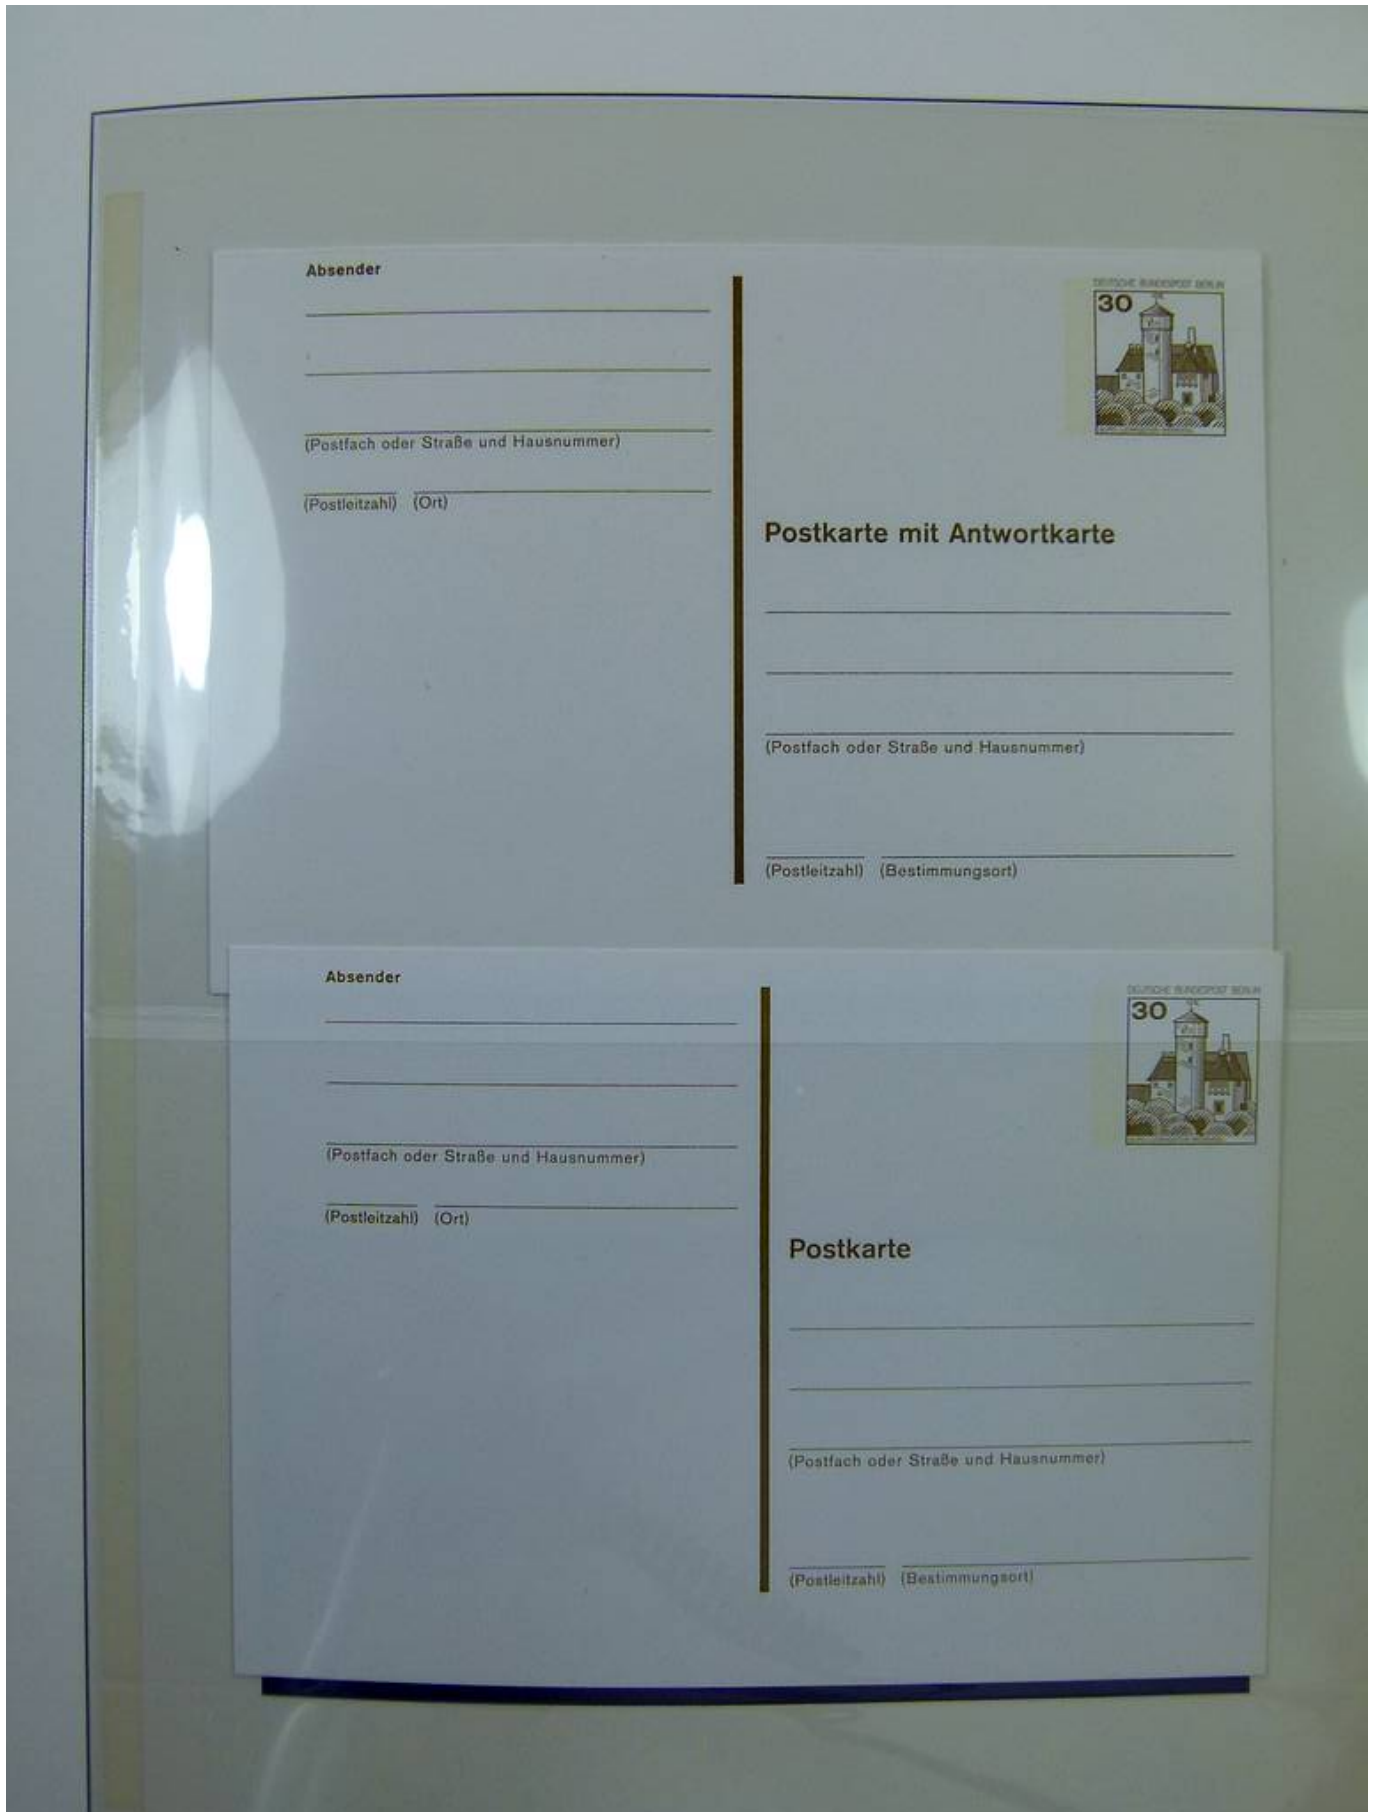 Absender
DEUTSCHE BUNDESPOST BERLIN
30
(Postfach oder Straße und Hausnummer)
(Postleitzahl) (Ort)
Postkarte mit Antwortkarte
(Postfach oder Straße und Hausnummer)
(Postleitzahl) (Bestimmungsort)
Absender
DEUTSCHE BUNDESPOST BERLIN
30
(Postfach oder Straße und Hausnummer)
(Postleitzahl) (Ort)
Postkarte
(Postfach oder Straße und Hausnummer)
(Postleitzahl) (Bestimmungsort)